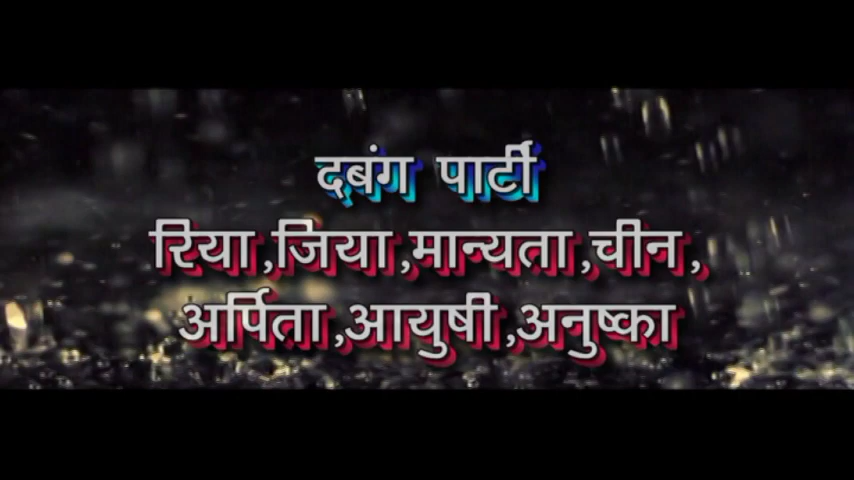 दबंग पार्टी
रिया,जिया,मान्यता,चीन,
अर्पिता,आयुषी,अनुष्का